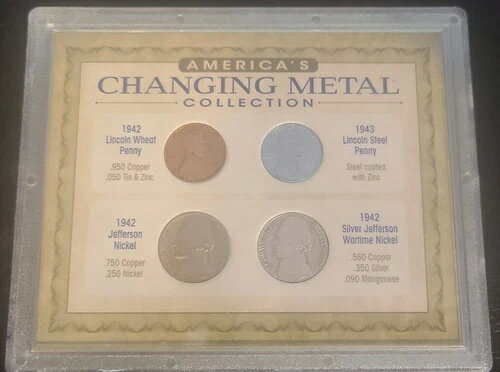 AMERICA'S
CHANGING METAL
COLLECTION
1942
Lincoln Wheat
Penny
.950 Copper
.050 Tin & Zinc
1943
Lincoln Steel
Penny
Steel coated
with Zinc
1942
Jefferson
Nickel
.750 Copper
.250 Nickel
1942
Silver Jefferson
Wartime Nickel
.560 Copper
.350 Silver
.090 Manganese